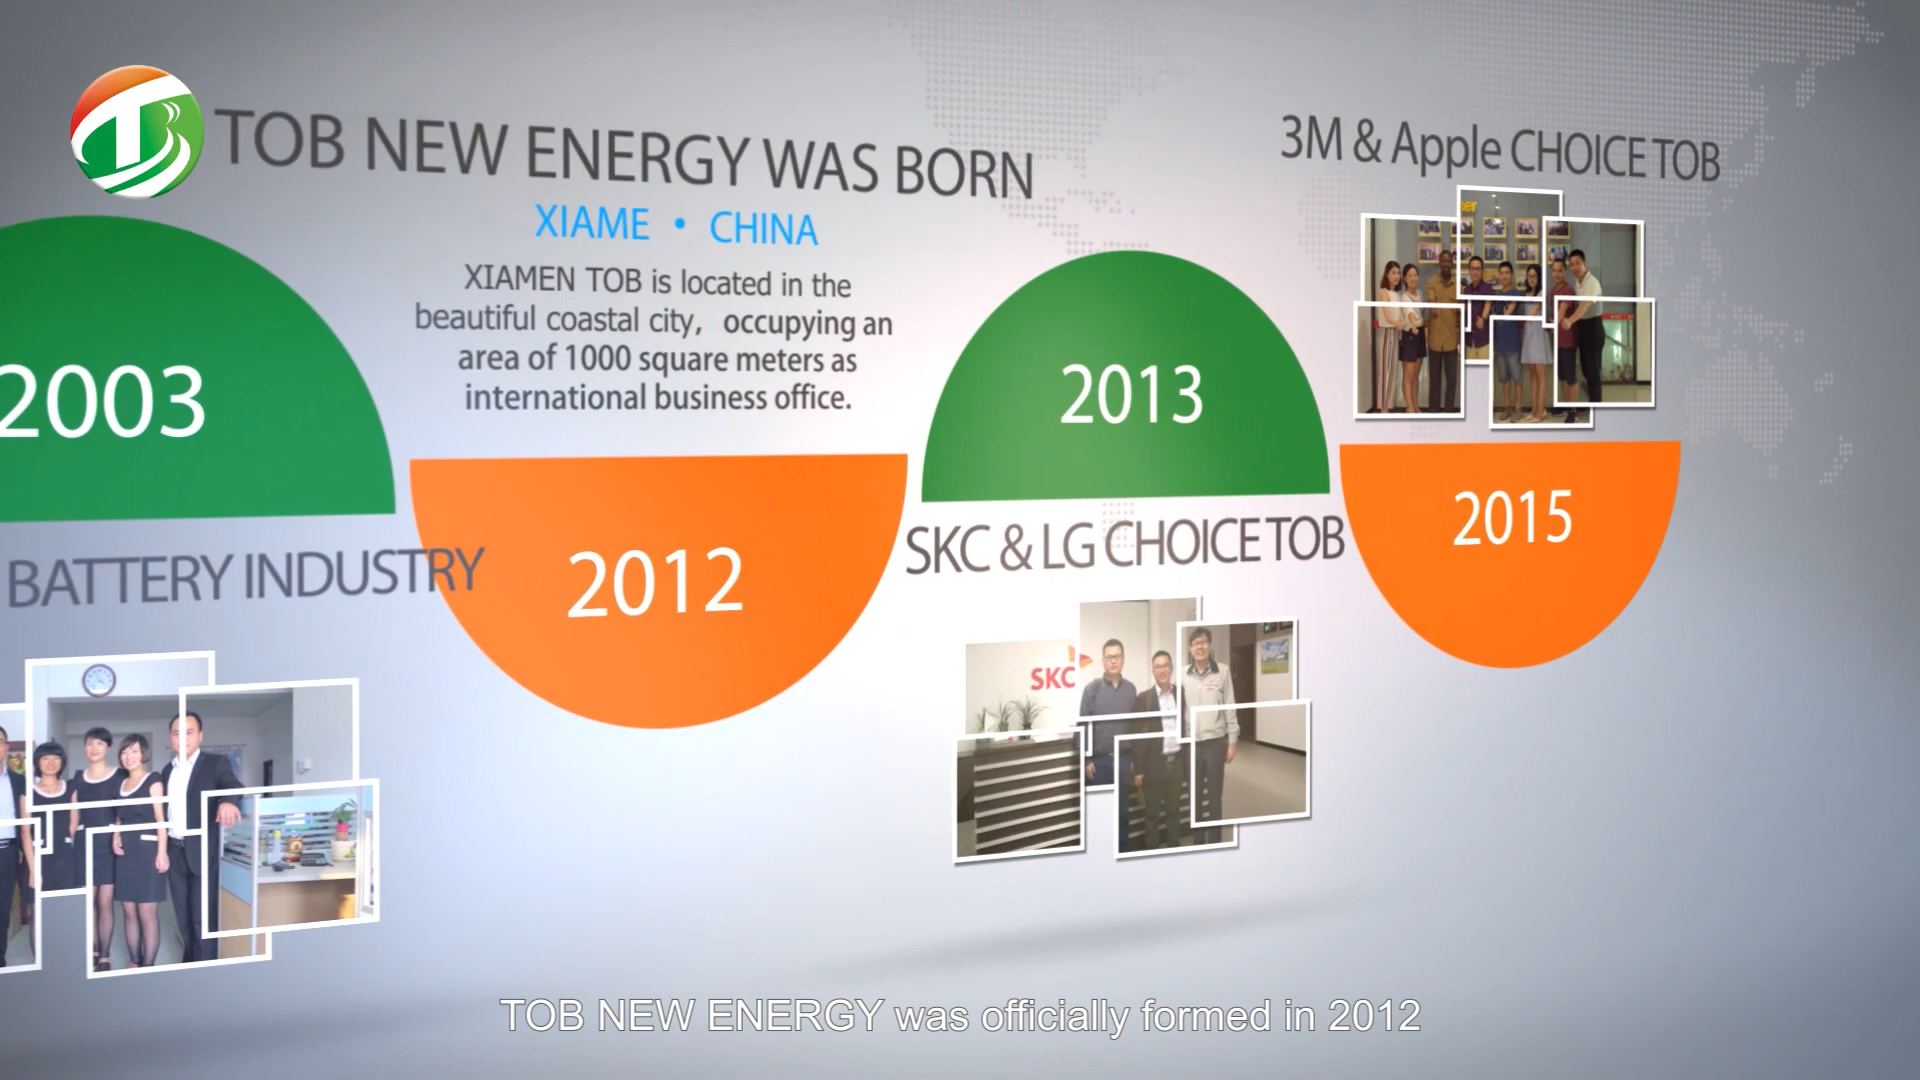 TB
TOB NEW ENERGY WAS BORN
XIAME • CHINA
XIAMEN TOB is located in the
beautiful coastal city, occupying an
area of 1000 square meters as
international business office.
3M & Apple CHOICE TOB
2003
2013
BATTERY INDUSTRY
2012
SKC & LG CHOICE TOB
2015
SKC
TOB NEW ENERGY was officially formed in 2012